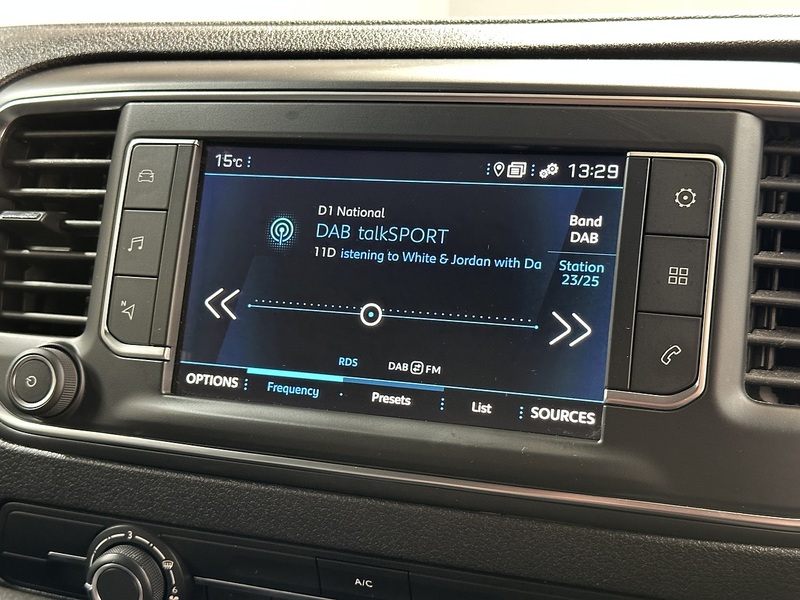 15°C
13:29
D1 National
DAB talkSPORT
11D istening to White & Jordan with Da
Band
DAB
Station
23/25
RDS
DAB FM
OPTIONS
Frequency
Presets
List
SOURCES
N
3
A/C